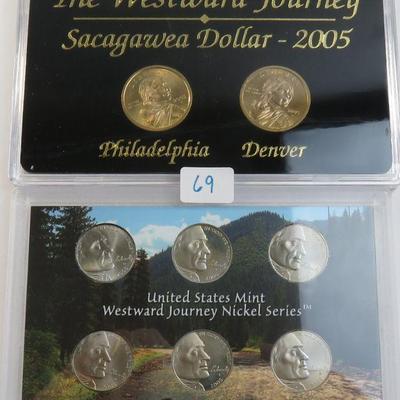 The Westward Journey
Sacagawea Dollar - 2005
Philadelphia Denver
69
United States Mint
Westward Journey Nickel Series™